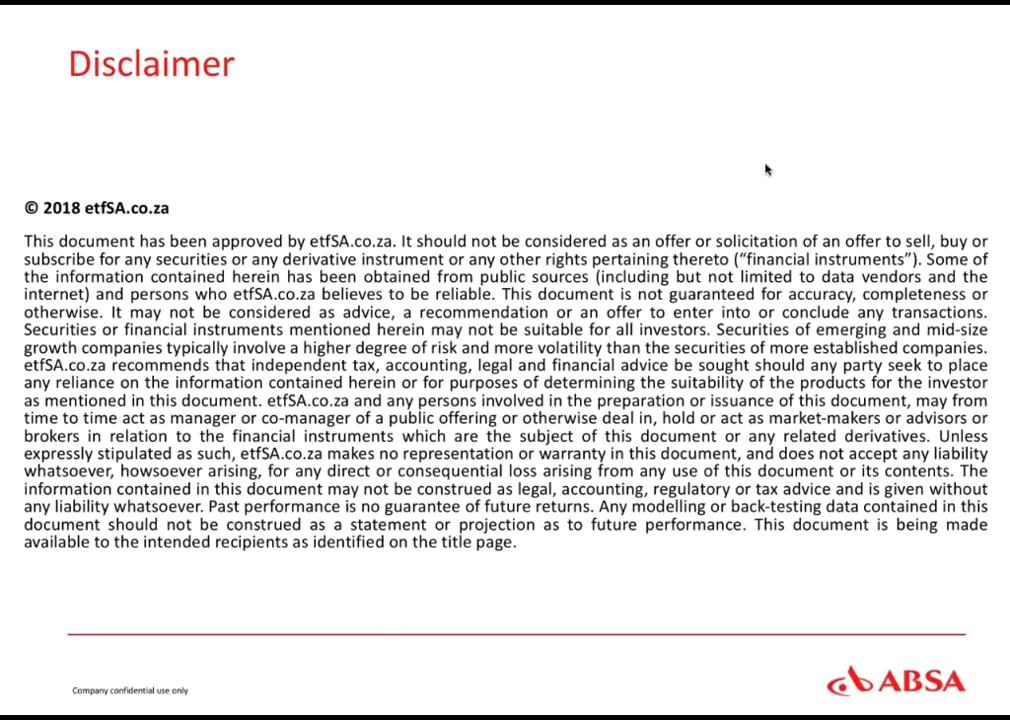 Disclaimer
© 2018 etfSA.co.za
This document has been approved by etfSA.co.za. It should not be considered as an offer or solicitation of an offer to sell, buy or
subscribe for any securities or any derivative instrument or any other rights pertaining thereto (“financial instruments”). Some of
the information contained herein has been obtained from public sources (including but not limited to data vendors and the
internet) and persons who etfSA.co.za believes to be reliable. This document is not guaranteed for accuracy, completeness or
otherwise. It may not be considered as advice, a recommendation or an offer to enter into or conclude any transactions.
Securities or financial instruments mentioned herein may not be suitable for all investors. Securities of emerging and mid-size
growth companies typically involve a higher degree of risk and more volatility than the securities of more established companies.
etfSA.co.za recommends that independent tax, accounting, legal and financial advice be sought should any party seek to place
any reliance on the information contained herein or for purposes of determining the suitability of the products for the investor
as mentioned in this document. etfSA.co.za and any persons involved in the preparation or issuance of this document, may from
time to time act as manager or co-manager of a public offering or otherwise deal in, hold or act as market-makers or advisors or
brokers in relation to the financial instruments which are the subject of this document or any related derivatives. Unless
expressly stipulated as such, etfSA.co.za makes no representation or warranty in this document, and does not accept any liability
whatsoever, howsoever arising, for any direct or consequential loss arising from any use of this document or its contents. The
information contained in this document may not be construed as legal, accounting, regulatory or tax advice and is given without
any liability whatsoever. Past performance is no guarantee of future returns. Any modelling or back-testing data contained in this
document should not be construed as a statement or projection as to future performance. This document is being made
available to the intended recipients as identified on the title page.
Company confidential use only
ABSA